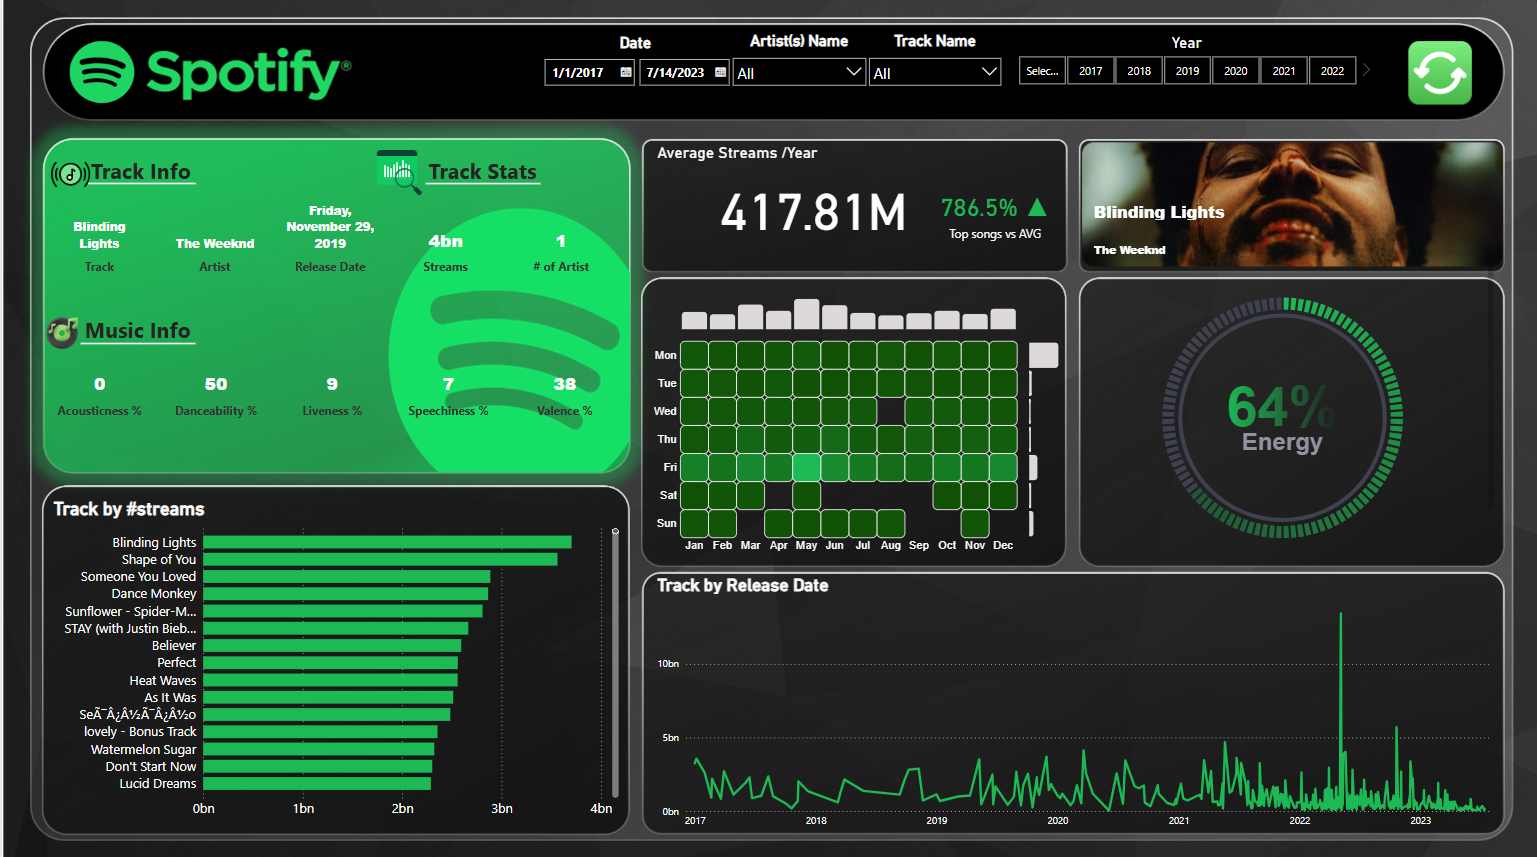 Spotify®
Date
Artist(s) Name
Track Name
Year
1/1/2017
7/14/2023
All
All
Selec...
2017
2018
2019
2020
2021
2022
Track Info
Track Stats
Blinding
Lights
Track
The Weeknd
Artist
Friday,
November 29,
2019
Release Date
4bn
Streams
1
# of Artist
Music Info
0
Acousticness %
50
Danceability %
9
Liveness %
7
Speechiness %
38
Valence %
Average Streams /Year
417.81M
786.5%
Top songs vs AVG
Blinding Lights
The Weeknd
Mon
Tue
Wed
Thu
Fri
Sat
Sun
Jan Feb Mar Apr May Jun Jul Aug Sep Oct Nov Dec
64%
Energy
Track by #streams
Blinding Lights
Shape of You
Someone You Loved
Dance Monkey
Sunflower - Spider-M...
STAY (with Justin Bieb...
Believer
Perfect
Heat Waves
As It Was
SeÃ¯Â¿Â½Ã¯Â¿Â½o
lovely - Bonus Track
Watermelon Sugar
Don't Start Now
Lucid Dreams
0bn 1bn 2bn 3bn 4bn
Track by Release Date
10bn
5bn
0bn
2017 2018 2019 2020 2021 2022 2023